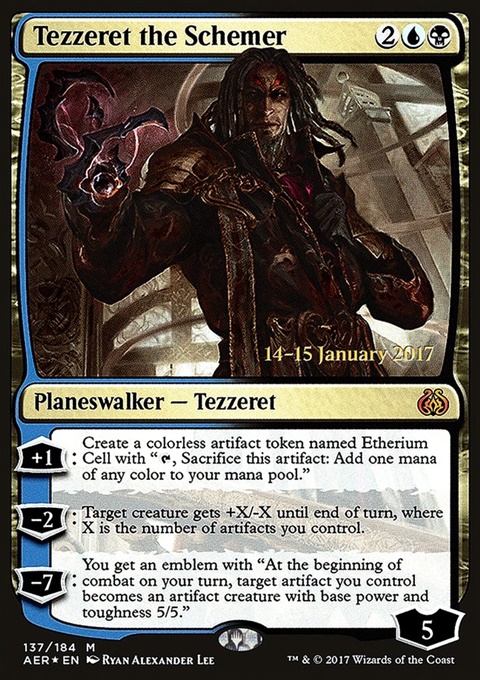 Tezzeret the Schemer 2
14-15 January 2017
Planeswalker — Tezzeret
+1 : Create a colorless artifact token named Etherium
Cell with “, Sacrifice this artifact: Add one mana
of any color to your mana pool.”
-2 : Target creature gets +X/-X until end of turn, where
X is the number of artifacts you control.
-7 : You get an emblem with “At the beginning of
combat on your turn, target artifact you control
becomes an artifact creature with base power and
toughness 5/5.”
5
137/184 M
AER★EN Ryan Alexander Lee
™ & © 2017 Wizards of the Coast